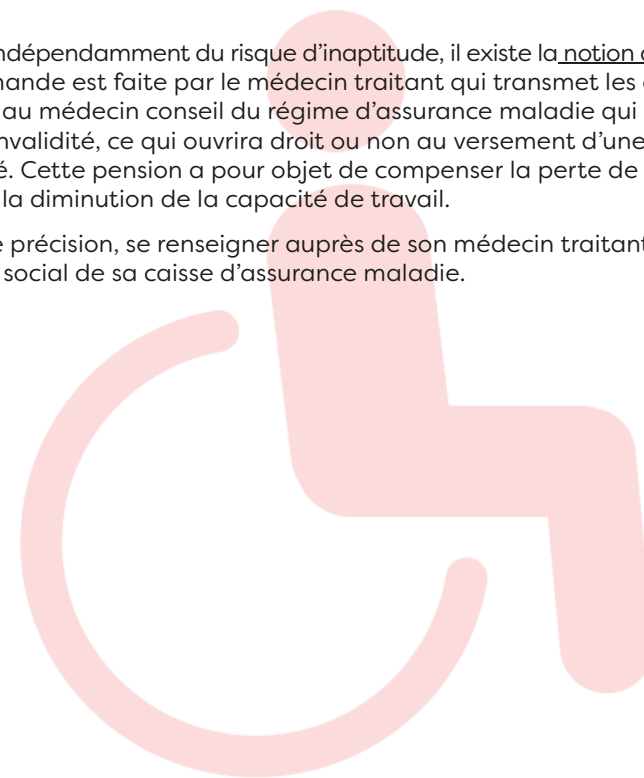 ndépendamment du risque d’inaptitude, il existe la notion
mande est faite par le médecin traitant qui transmet les
au médecin conseil du régime d’assurance maladie qui
nvalidité, ce qui ouvrira droit ou non au versement d’une
é. Cette pension a pour objet de compenser la perte de
la diminution de la capacité de travail.
e précision, se renseigner auprès de son médecin traitant
social de sa caisse d’assurance maladie.